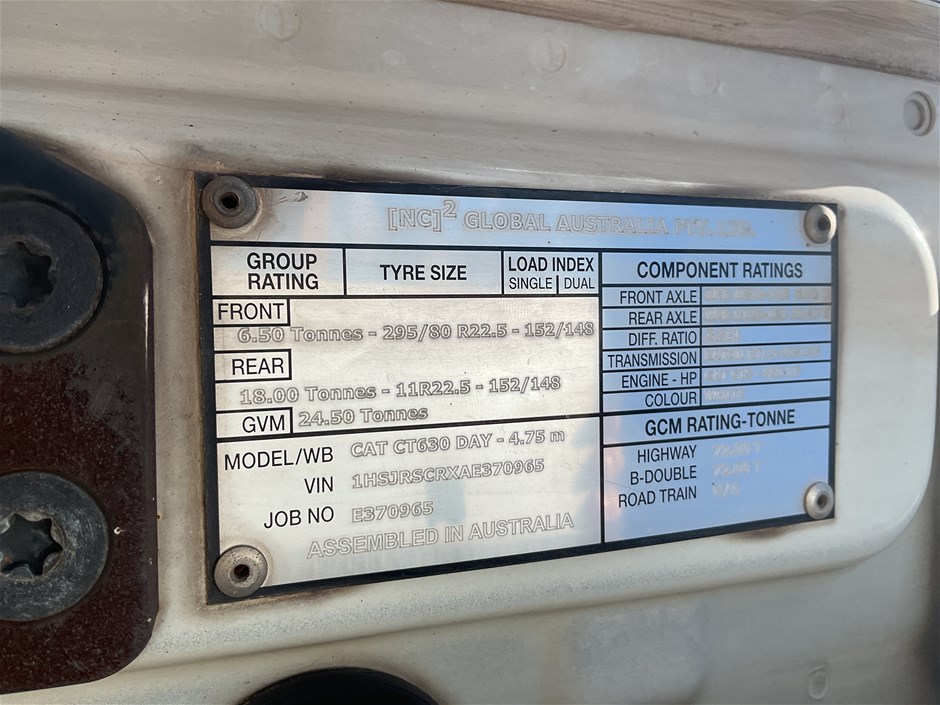 [NC]² GLOBAL AUSTRALIA PTY. LTD.
GROUP RATING TYRE SIZE LOAD INDEX SINGLE | DUAL
FRONT
6.50 Tonnes - 295/80 R22.5 - 152/148
REAR
18.00 Tonnes - 11R22.5 - 152/148
GVM 24.50 Tonnes
MODEL/WB CAT CT630 DAY - 4.75 m
VIN 1HSJRSCRXAE370965
JOB NO E370965
ASSEMBLED IN AUSTRALIA
COMPONENT RATINGS
FRONT AXLE
REAR AXLE
DIFF. RATIO
TRANSMISSION
ENGINE - HP
COLOUR
GCM RATING-TONNE
HIGHWAY
B-DOUBLE
ROAD TRAIN